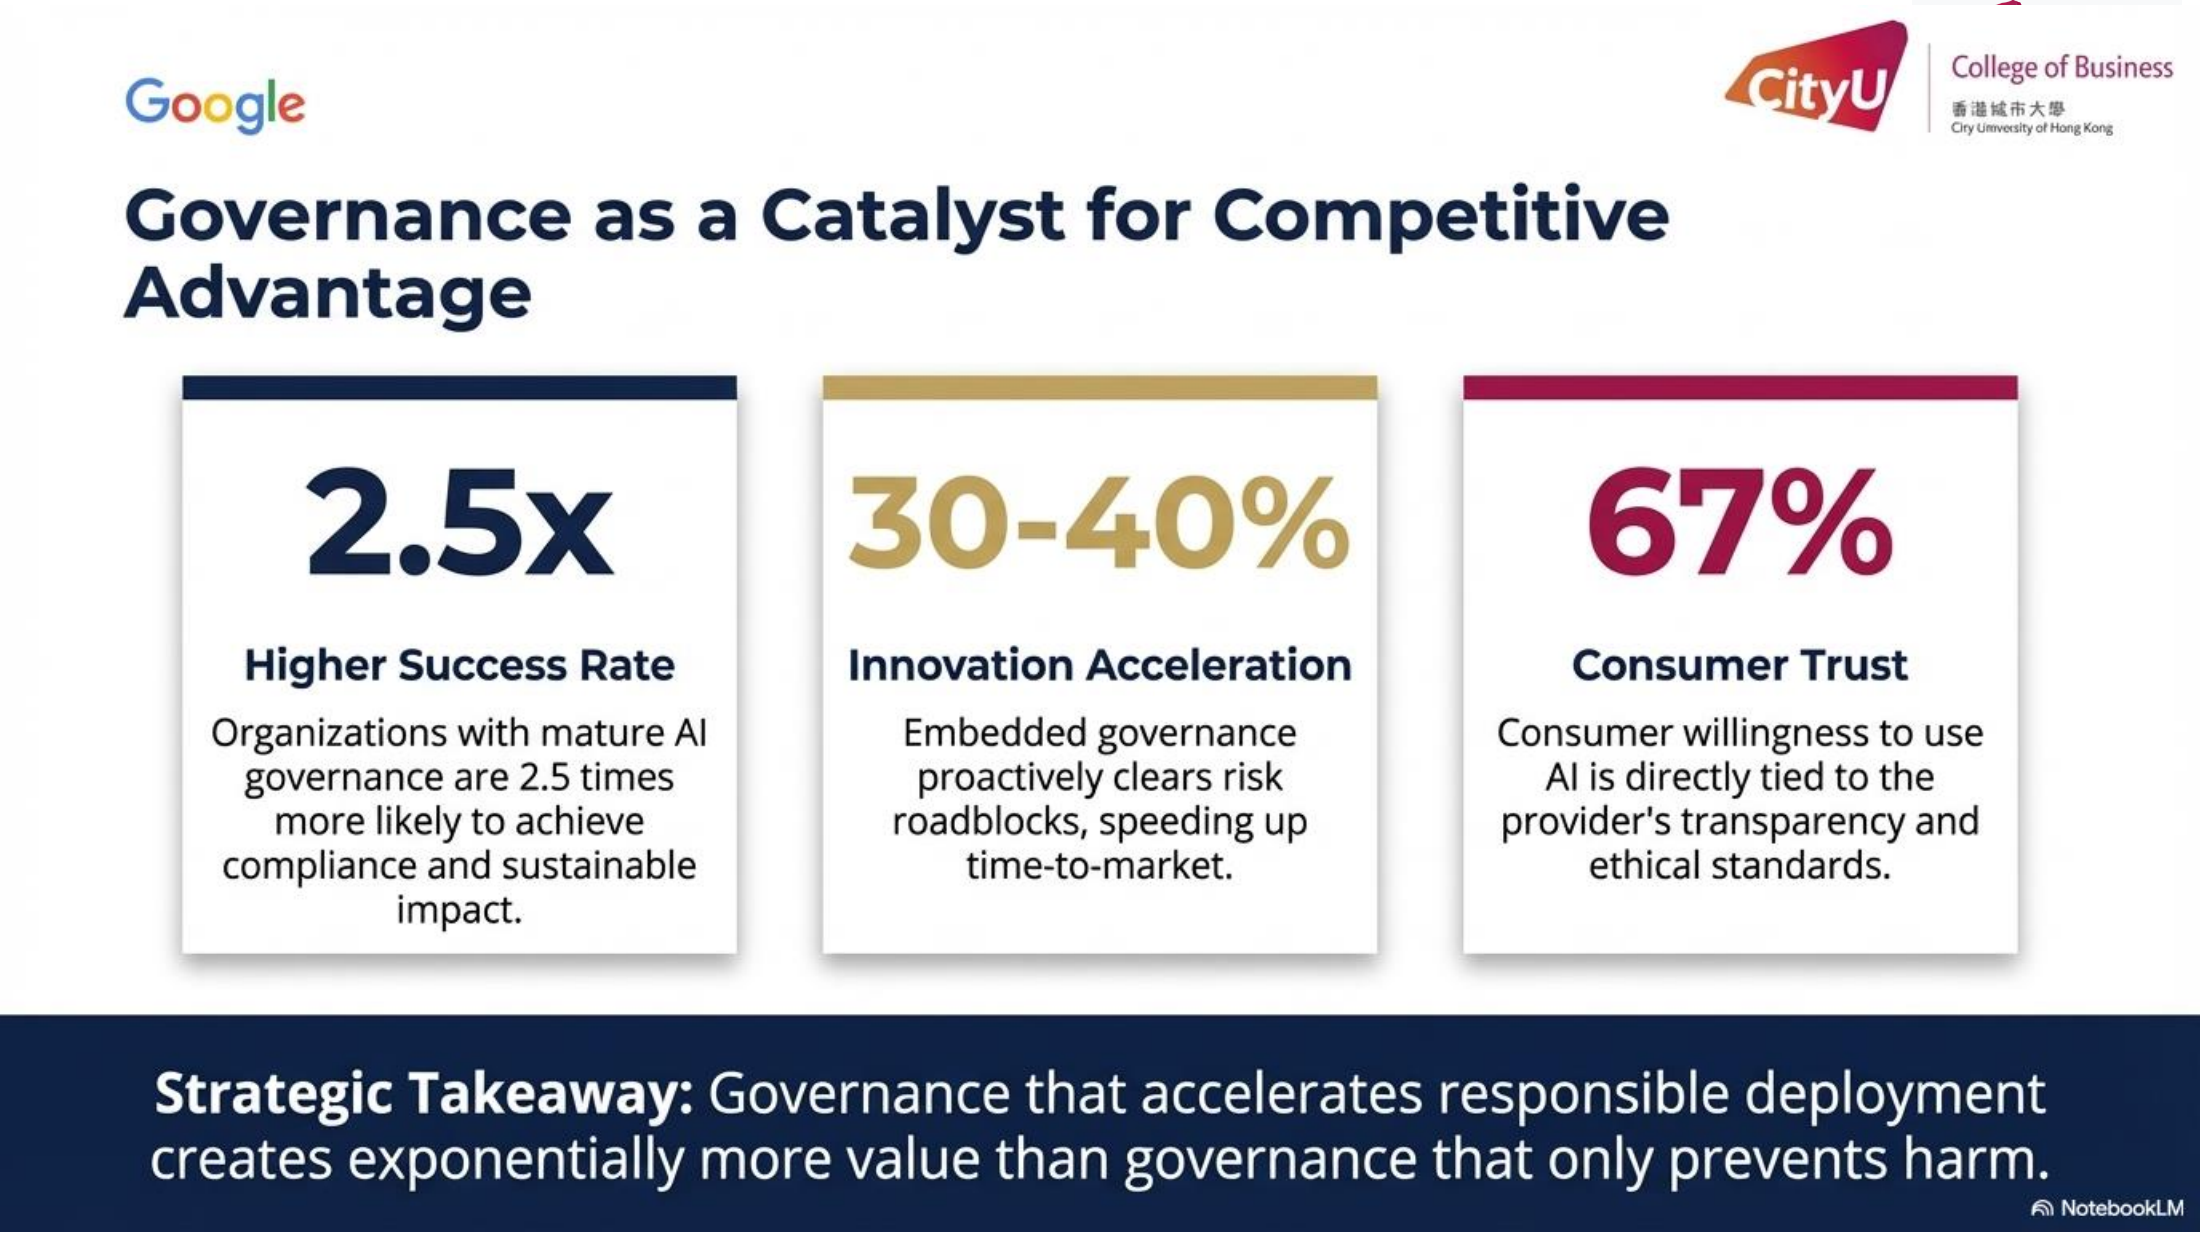 Google
CityU
College of Business
香港城市大學
City Umversity of Hong Kong
Governance as a Catalyst for Competitive
Advantage
2.5x
Higher Success Rate
Organizations with mature AI
governance are 2.5 times
more likely to achieve
compliance and sustainable
impact.
30-40%
Innovation Acceleration
Embedded governance
proactively clears risk
roadblocks, speeding up
time-to-market.
67%
Consumer Trust
Consumer willingness to use
AI is directly tied to the
provider's transparency and
ethical standards.
Strategic Takeaway: Governance that accelerates responsible deployment
creates exponentially more value than governance that only prevents harm.
NotebookLM